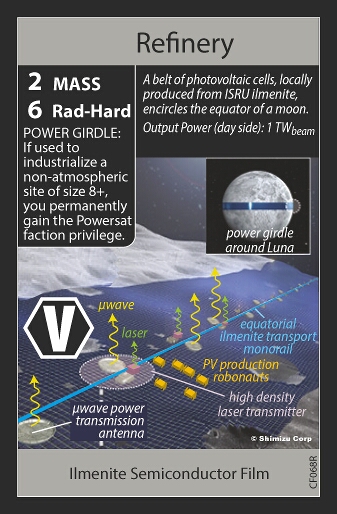 Refinery
2 MASS
6 Rad-Hard
POWER GIRDLE:
If used to
industrialize a
non-atmospheric
site of size 8+,
you permanently
gain the Powersat
faction privilege.
A belt of photovoltaic cells, locally
produced from ISRU ilmenite,
encircles the equator of a moon.
Output Power (day side): 1 TWbeam
power girdle
around Luna
V
μwave
laser
equatorial
ilmenite transport
monorail
PV production
robonauts
high density
laser transmitter
μwave power
transmission
antenna
© Shimizu Corp
Ilmenite Semiconductor Film
CF068R